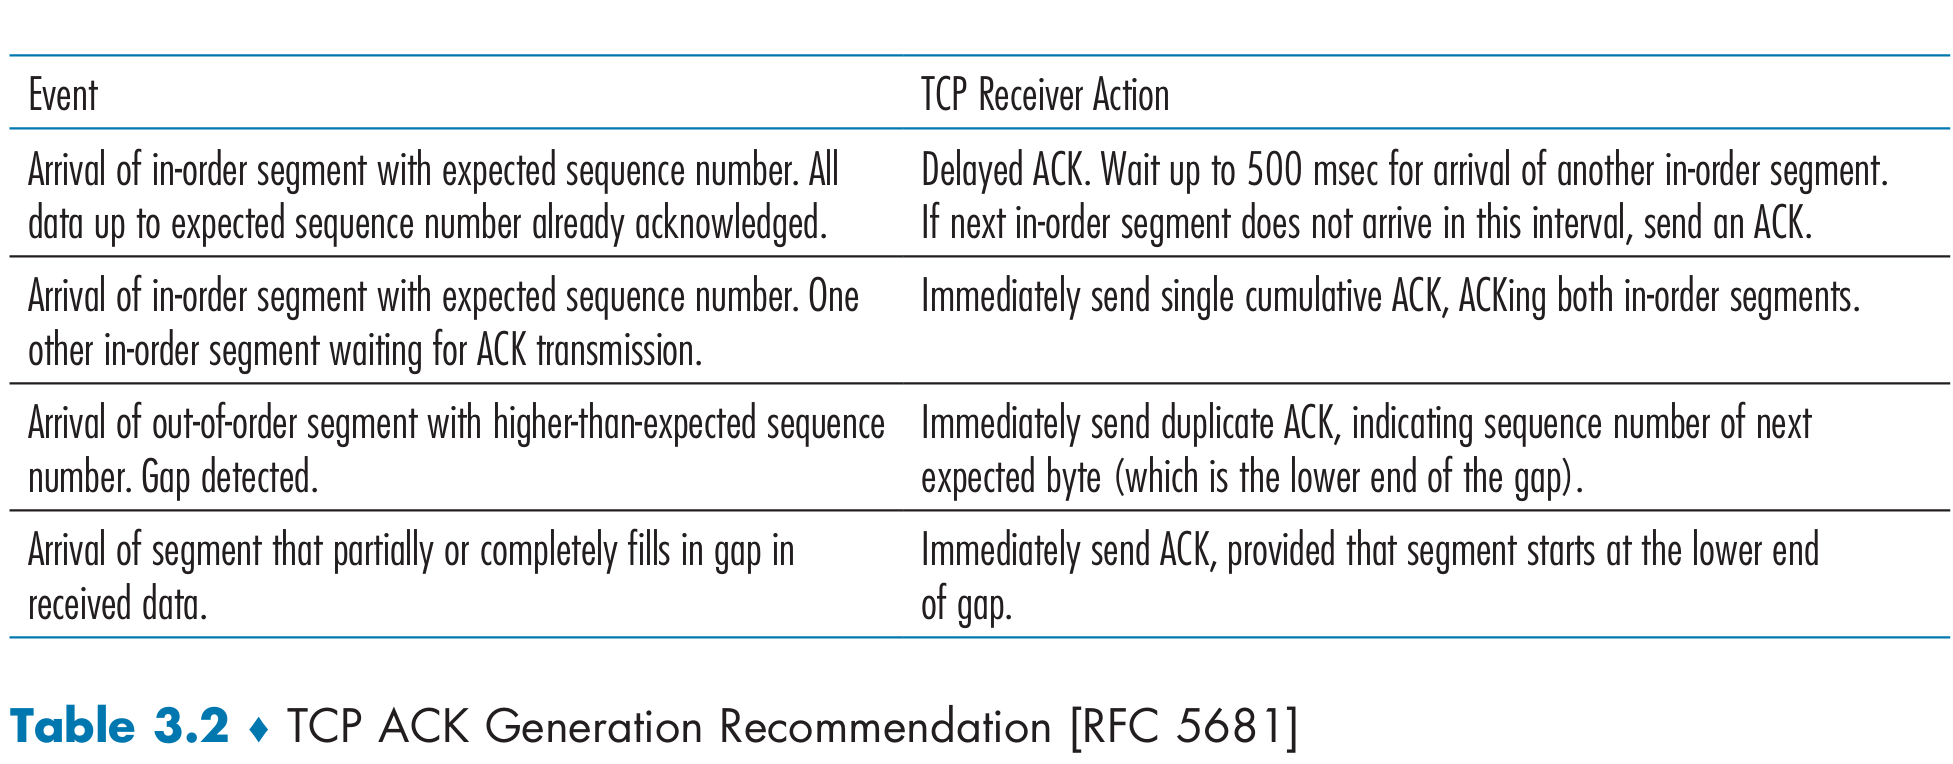 Event
TCP Receiver Action
Arrival of in-order segment with expected sequence number. All
data up to expected sequence number already acknowledged.
Delayed ACK. Wait up to 500 msec for arrival of another in-order segment.
If next in-order segment does not arrive in this interval, send an ACK.
Arrival of in-order segment with expected sequence number. One
other in-order segment waiting for ACK transmission.
Immediately send single cumulative ACK, ACKing both in-order segments.
Arrival of out-of-order segment with higher-than-expected sequence
number. Gap detected.
Immediately send duplicate ACK, indicating sequence number of next
expected byte (which is the lower end of the gap).
Arrival of segment that partially or completely fills in gap in
received data.
Immediately send ACK, provided that segment starts at the lower end
of gap.
Table 3.2 ♦ TCP ACK Generation Recommendation [RFC 5681]